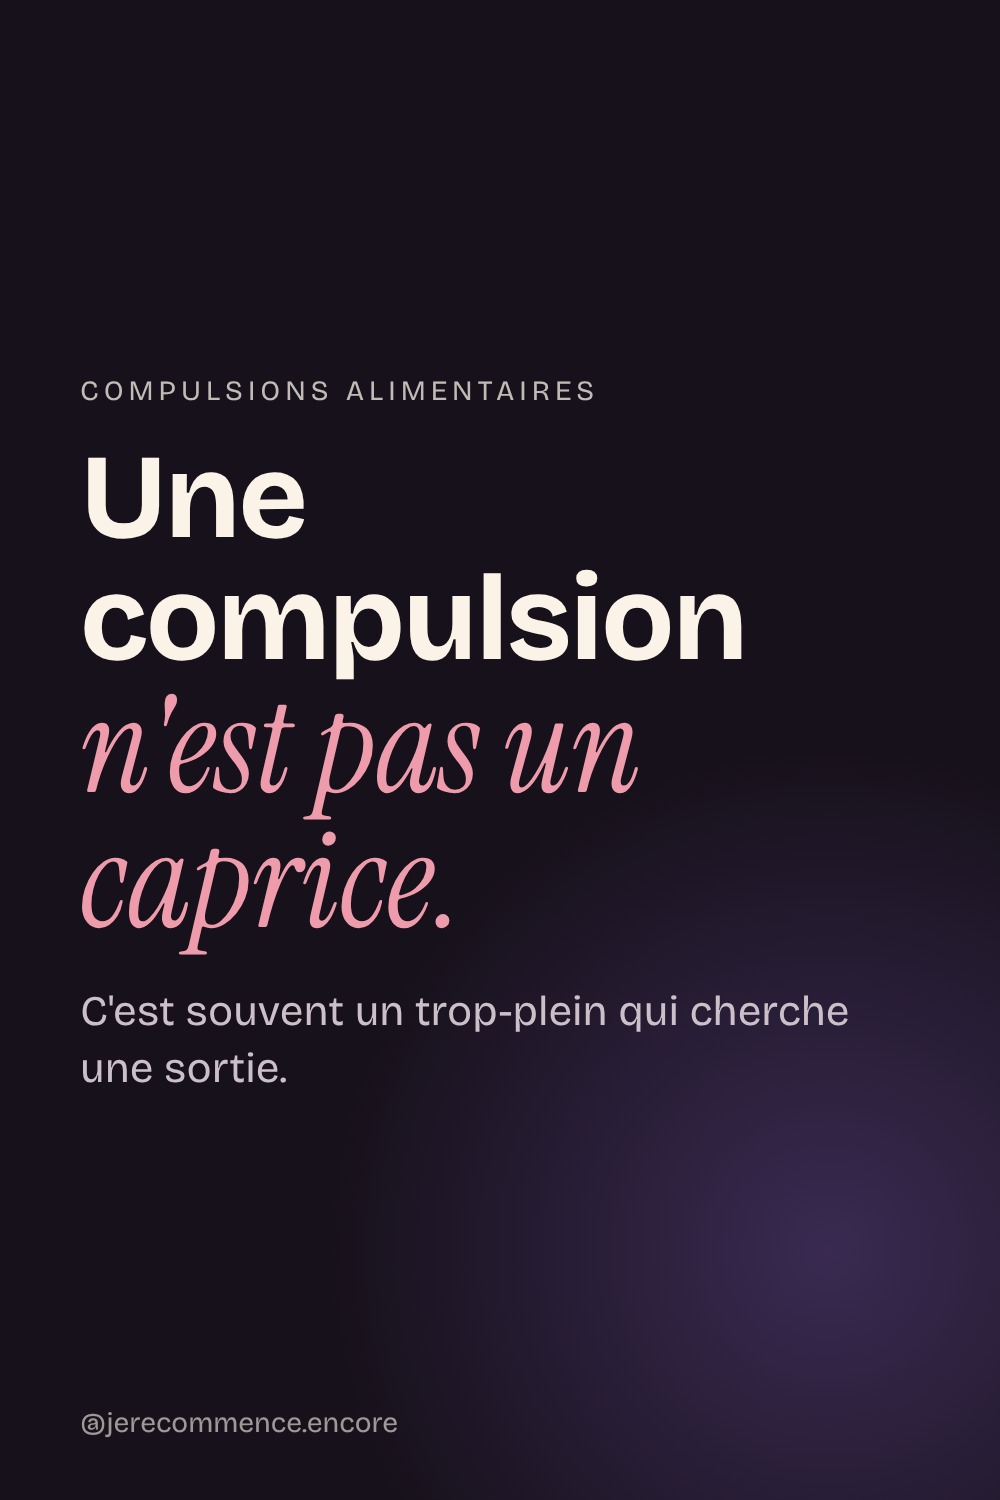 COMPULSIONS ALIMENTAIRES
Une
compulsion
n'est pas un
caprice.
C'est souvent un trop-plein qui cherche
une sortie.
@jerecommence.encore